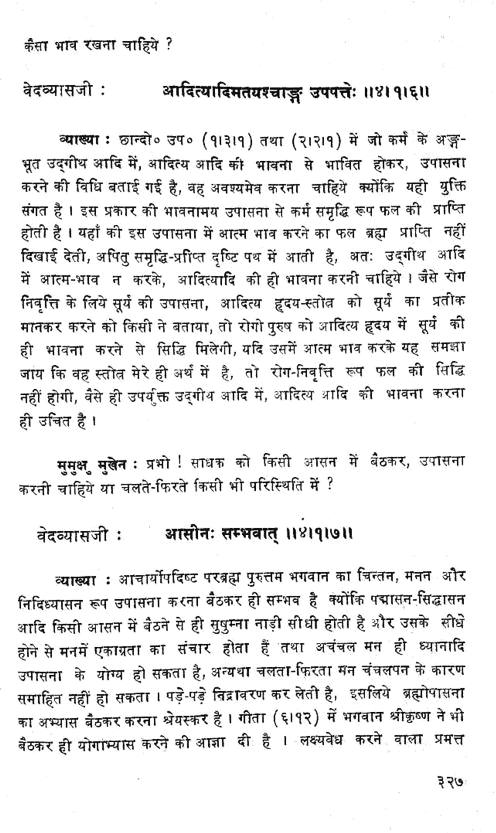 कैसा भाव रखना चाहिये ?
वेदव्यासजी : आदित्यादिमतयश्चाङ्ग उपपत्तेः ॥४।१।६॥
व्याख्या : छान्दो० उप० (१।३।१) तथा (२।२।१) में जो कर्म के अङ्ग-
भूत उद्गीथ आदि में, आदित्य आदि की भावना से भावित होकर, उपासना
करने की विधि बताई गई है, वह अवश्यमेव करना चाहिये क्योंकि यही युक्ति
संगत है । इस प्रकार की भावनामय उपासना से कर्म समृद्धि रूप फल की प्राप्ति
होती है । यहाँ की इस उपासना में आत्म भाव करने का फल ब्रह्म प्राप्ति नहीं
दिखाई देती, अपितु समृद्धि-प्राप्ति दृष्टि पथ में आती है, अतः उद्गीथ आदि
में आत्म-भाव न करके, आदित्यादि की ही भावना करनी चाहिये । जैसे रोग
निवृत्ति के लिये सूर्य की उपासना, आदित्य हृदय-स्तोत्र को सूर्य का प्रतीक
मानकर करने को किसी ने बताया, तो रोगी पुरुष को आदित्य हृदय में सूर्य की
ही भावना करने से सिद्धि मिलेगी, यदि उसमें आत्म भाव करके यह समझा
जाय कि वह स्तोत्र मेरे ही अर्थ में है, तो रोग-निवृत्ति रूप फल की सिद्धि
नहीं होगी, वैसे ही उपर्युक्त उद्गीथ आदि में, आदित्य आदि की भावना करना
ही उचित है ।
मुमुक्षु मुखेन : प्रभो ! साधक को किसी आसन में बैठकर, उपासना
करनी चाहिये या चलते-फिरते किसी भी परिस्थिति में ?
वेदव्यासजी : आसीनः सम्भवात् ॥४।१।७॥
व्याख्या : आचार्योपदिष्ट परब्रह्म पुरुत्तम भगवान का चिन्तन, मनन और
निदिध्यासन रूप उपासना करना बैठकर ही सम्भव है क्योंकि पद्मासन-सिद्धासन
आदि किसी आसन में बैठने से ही सुषुम्ना नाड़ी सीधी होती है और उसके सीधे
होने से मनमें एकाग्रता का संचार होता हैं तथा अचंचल मन ही ध्यानादि
उपासना के योग्य हो सकता है, अन्यथा चलता-फिरता मन चंचलपन के कारण
समाहित नहीं हो सकता । पड़े-पड़े निद्रावरण कर लेती है, इसलिये ब्रह्मोपासना
का अभ्यास बैठकर करना श्रेयस्कर है । गीता (६।१२) में भगवान श्रीकृष्ण ने भी
बैठकर ही योगाभ्यास करने की आज्ञा दी है । लक्ष्यवेध करने वाला प्रमत्त
३२७